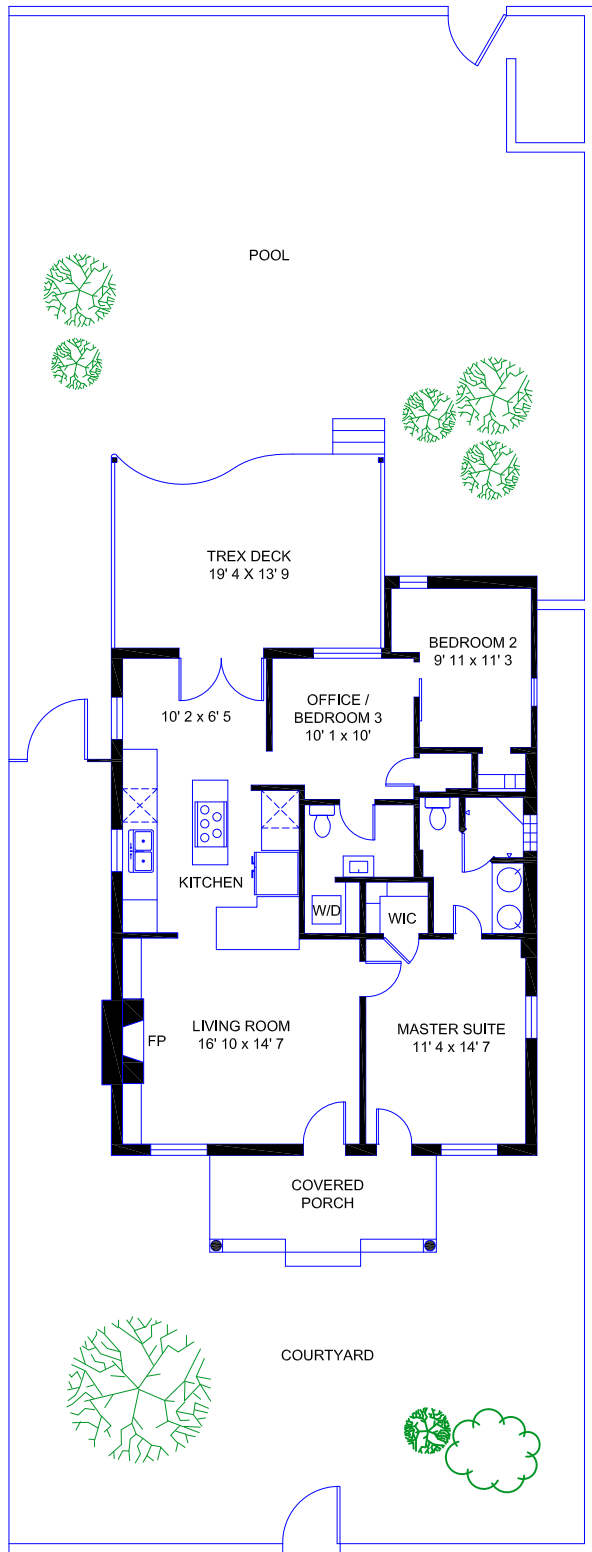 POOL
TREX DECK
19' 4 X 13' 9
BEDROOM 2
9' 11 x 11' 3
OFFICE /
BEDROOM 3
10' 1 x 10'
10' 2 x 6' 5
KITCHEN
W/D
WIC
LIVING ROOM
16' 10 x 14' 7
FP
MASTER SUITE
11' 4 x 14' 7
COVERED
PORCH
COURTYARD